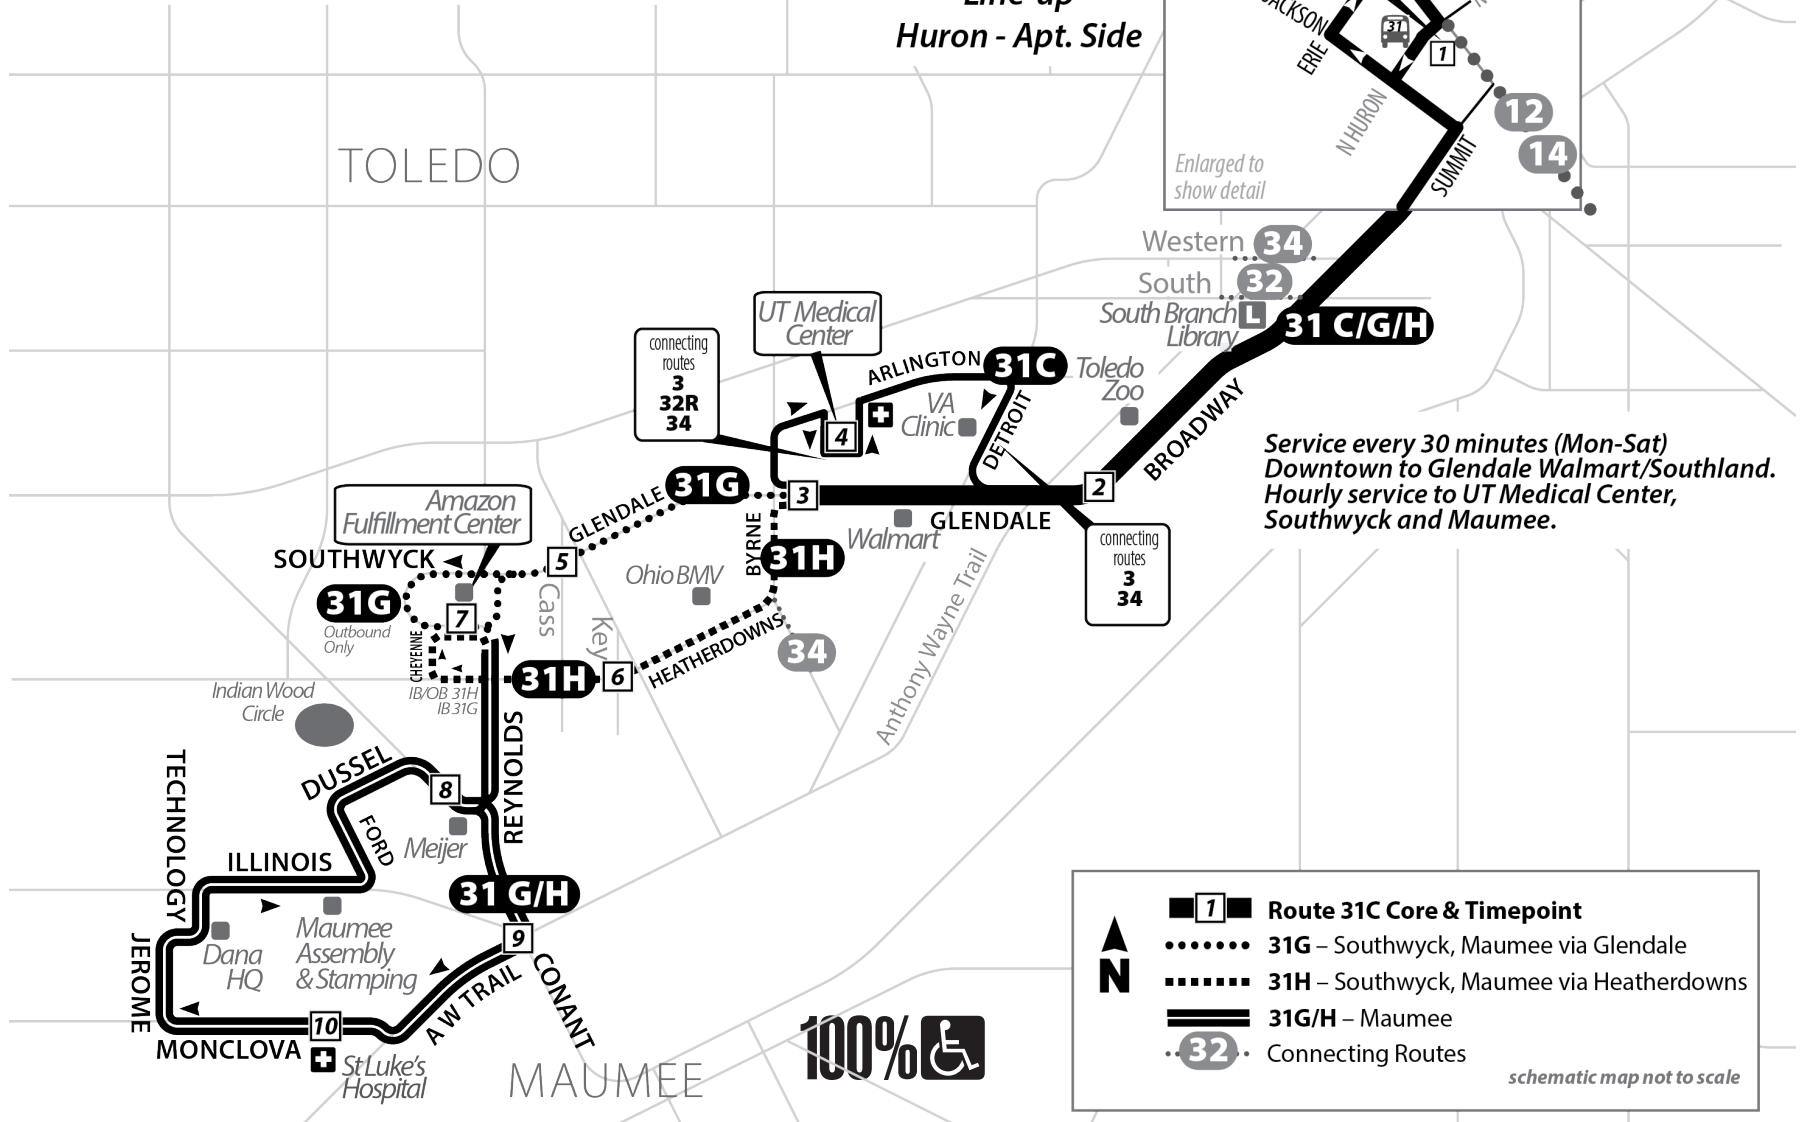 Line-up
Huron - Apt. Side
JACKSON
ERIE
31
1
N HURON
12
14
SUMMIT
Enlarged to
show detail
TOLEDO
Western 34
South 32
South Branch L
Library
31 C/G/H
UT Medical
Center
connecting
routes
3
32R
34
ARLINGTON
31C
Toledo
Zoo
VA
Clinic
4
DETROIT
BROADWAY
Service every 30 minutes (Mon-Sat)
Downtown to Glendale Walmart/Southland.
Hourly service to UT Medical Center,
Southwyck and Maumee.
31G
3
2
GLENDALE
Amazon
Fulfillment Center
GLENDALE
Walmart
BYRNE
connecting
routes
3
34
SOUTHWYCK
5
31H
Ohio BMV
Cass
Key
Anthony Wayne Trail
31G
Outbound
Only
7
CHEYENNE
HEATHERDOWNS
34
31H
6
IB/OB 31H
IB 31G
Indian Wood
Circle
REYNOLDS
DUSSEL
8
TECHNOLOGY
FORD
Meijer
ILLINOIS
31 G/H
Dana
HQ
Maumee
Assembly
& Stamping
9
JEROME
CONANT
A W TRAIL
10
MONCLOVA
St Luke's
Hospital
MAUMEE
100%
N
1 Route 31C Core & Timepoint
31G – Southwyck, Maumee via Glendale
31H – Southwyck, Maumee via Heatherdowns
31G/H – Maumee
32 Connecting Routes
schematic map not to scale